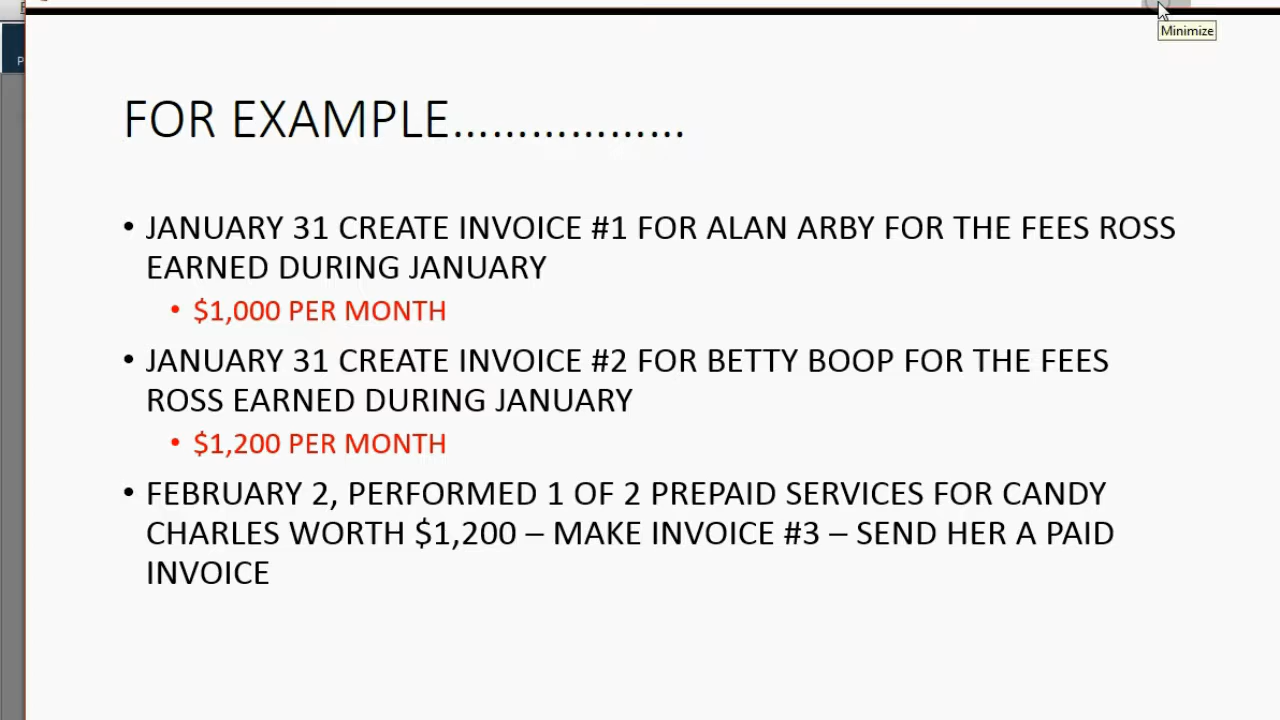 Minimize
P
FOR EXAMPLE..................
• JANUARY 31 CREATE INVOICE #1 FOR ALAN ARBY FOR THE FEES ROSS
EARNED DURING JANUARY
• $1,000 PER MONTH
• JANUARY 31 CREATE INVOICE #2 FOR BETTY BOOP FOR THE FEES
ROSS EARNED DURING JANUARY
• $1,200 PER MONTH
• FEBRUARY 2, PERFORMED 1 OF 2 PREPAID SERVICES FOR CANDY
CHARLES WORTH $1,200 – MAKE INVOICE #3 – SEND HER A PAID
INVOICE